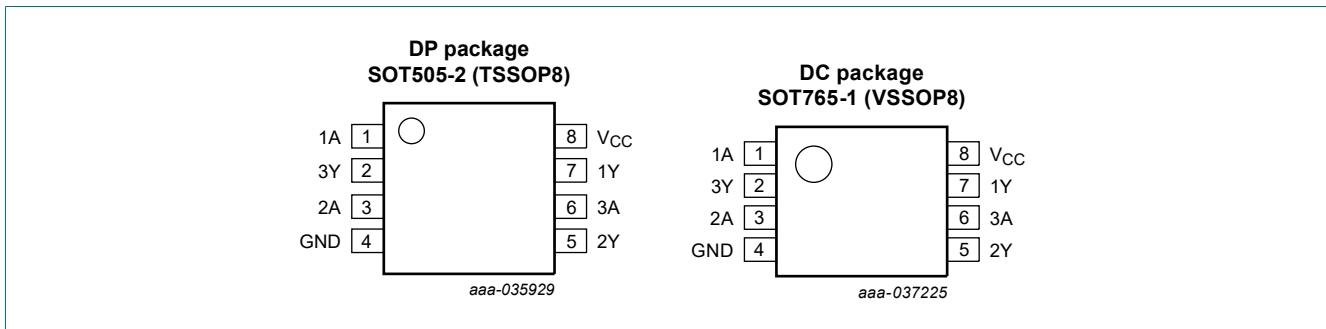 DP package
SOT505-2 (TSSOP8)
1A 1 8 VCC
3Y 2 7 1Y
2A 3 6 3A
GND 4 5 2Y
aaa-035929
DC package
SOT765-1 (VSSOP8)
1A 1 8 VCC
3Y 2 7 1Y
2A 3 6 3A
GND 4 5 2Y
aaa-037225